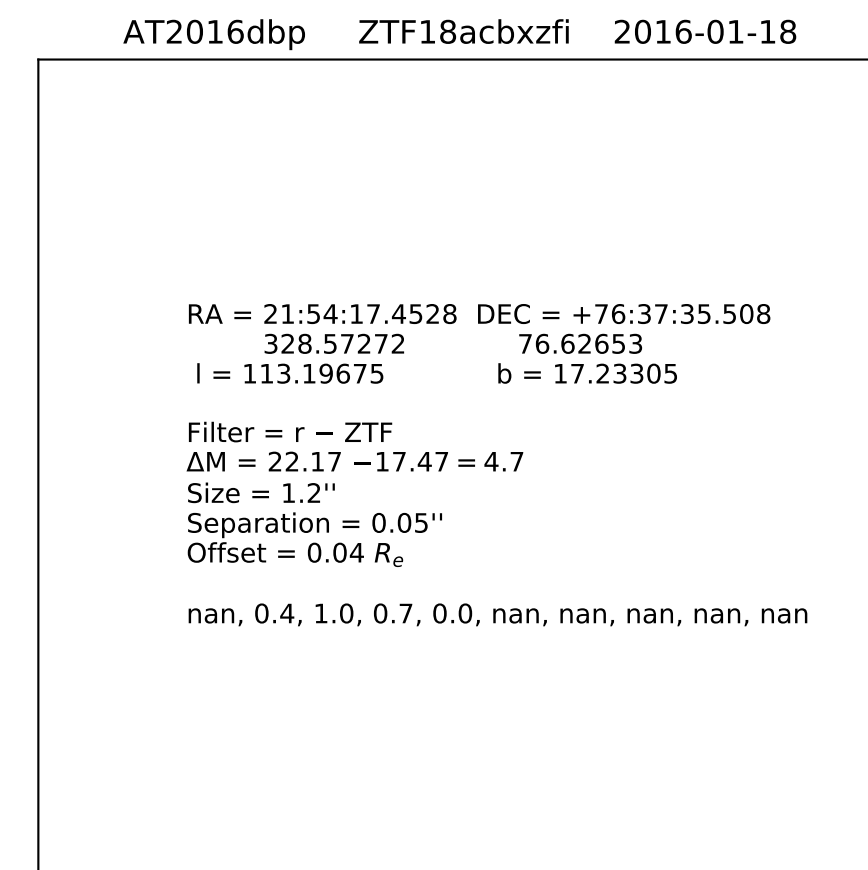 AT2016dbp ZTF18acbxzfi 2016-01-18
RA = 21:54:17.4528 DEC = +76:37:35.508
328.57272 76.62653
l = 113.19675 b = 17.23305
Filter = r − ZTF
ΔM = 22.17 −17.47 = 4.7
Size = 1.2''
Separation = 0.05''
Offset = 0.04 Rₑ
nan, 0.4, 1.0, 0.7, 0.0, nan, nan, nan, nan, nan